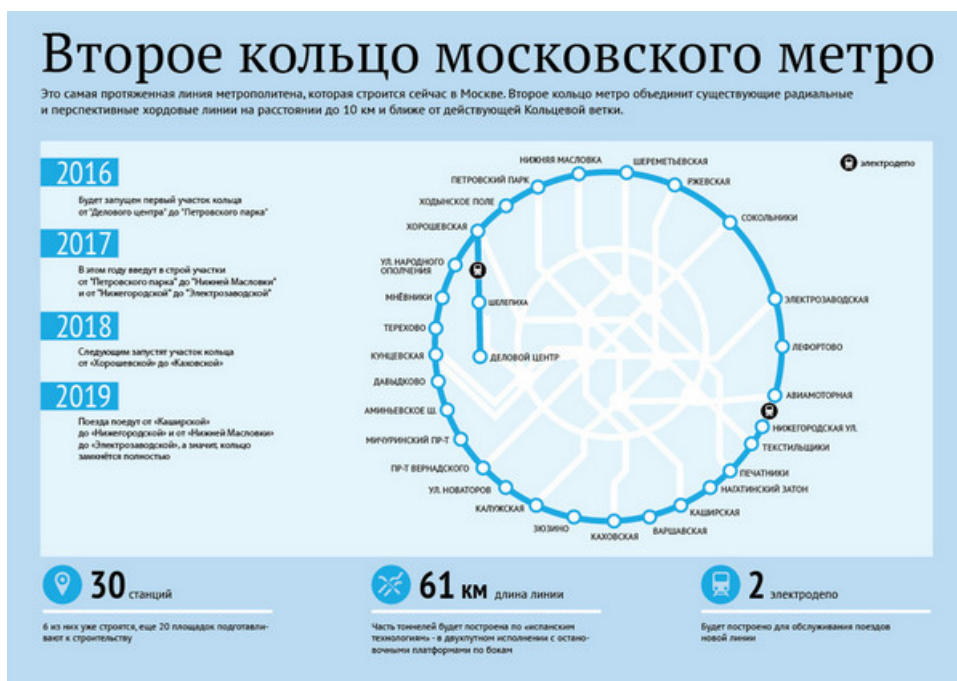 Второе кольцо московского метро
Это самая протяженная линия метрополитена, которая строится сейчас в Москве. Второе кольцо метро объединит существующие радиальные
и перспективные хордовые линии на расстоянии до 10 км и ближе от действующей Кольцевой ветки.
2016
Будет запущен первый участок кольца
от "Делового центра" до "Петровского парка"
2017
В этом году введут в строй участки
от "Петровского парка" до "Нижней Масловки"
и от "Нижегородской" до "Электрозаводской"
2018
Следующим запустят участок кольца
от «Хорошевской» до «Каховской»
2019
Поезда поедут от «Каширской»
до «Нижегородской» и от «Нижней Масловки»
до «Электрозаводской», а значит, кольцо
замкнётся полностью
электродепо
НИЖНЯЯ МАСЛОВКА
ШЕРЕМЕТЬЕВСКАЯ
ПЕТРОВСКИЙ ПАРК
РЖЕВСКАЯ
ХОДЫНСКОЕ ПОЛЕ
СОКОЛЬНИКИ
ХОРОШЕВСКАЯ
УЛ. НАРОДНОГО
ОПОЛЧЕНИЯ
МНЁВНИКИ
ШЕЛЕПИХА
ЭЛЕКТРОЗАВОДСКАЯ
ТЕРЕХОВО
ЛЕФОРТОВО
КУНЦЕВСКАЯ
ДЕЛОВОЙ ЦЕНТР
ДАВЫДКОВО
АВИАМОТОРНАЯ
АМИНЬЕВСКОЕ Ш.
НИЖЕГОРОДСКАЯ УЛ.
МИЧУРИНСКИЙ ПР-Т
ТЕКСТИЛЬЩИКИ
ПР-Т ВЕРНАДСКОГО
ПЕЧАТНИКИ
УЛ. НОВАТОРОВ
НАГАТИНСКИЙ ЗАТОН
КАЛУЖСКАЯ
КАШИРСКАЯ
ЗЮЗИНО
ВАРШАВСКАЯ
КАХОВСКАЯ
30 станций
6 из них уже строятся, еще 20 площадок подготавли-
вают к строительству
61 км длина линии
Часть тоннелей будет построена по «испанским
технологиям» - в двухпутном исполнении с остано-
вочными платформами по бокам
2 электродепо
Будет построено для обслуживания поездов
новой линии